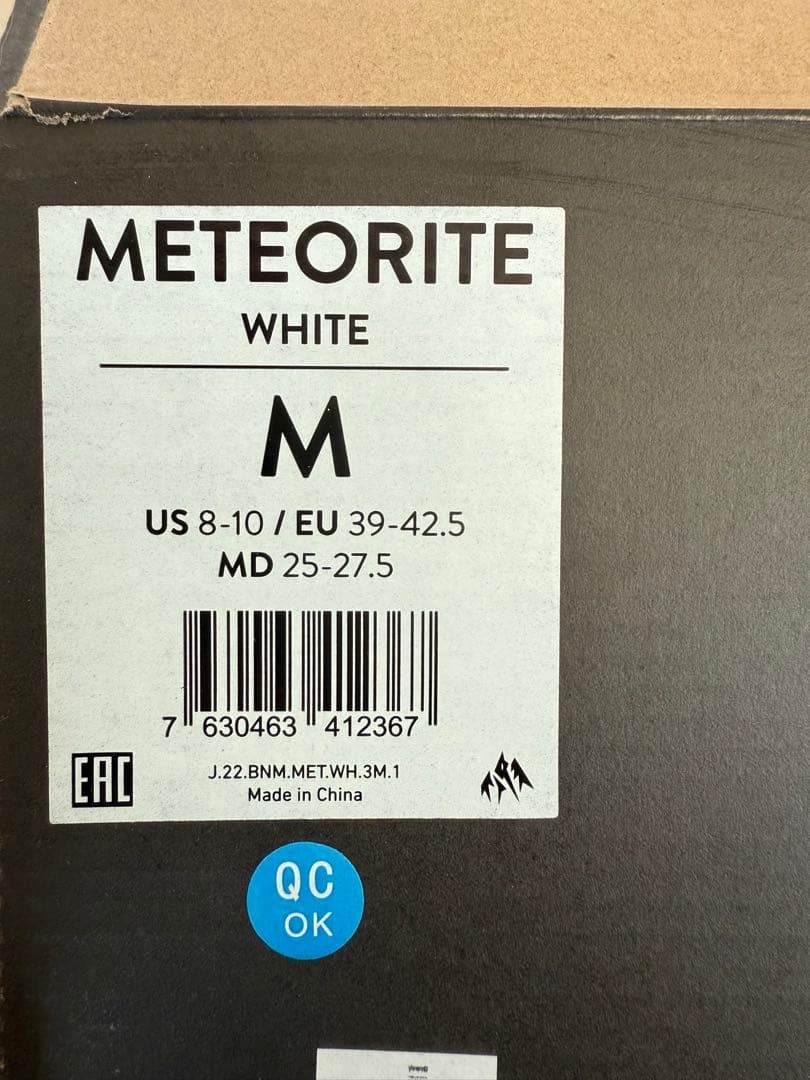 METEORITE
WHITE
M
US 8-10 / EU 39-42.5
MD 25-27.5
7 630463 412367
EAC
J.22.BNM.MET.WH.3M.1
Made in China
QC
OK